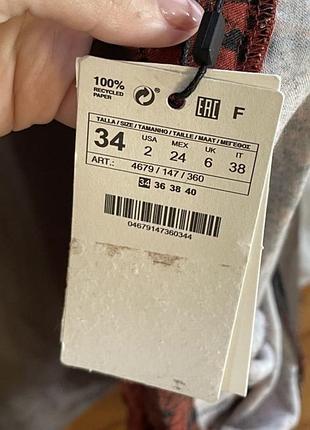 100%
RECYCLED
PAPER
EAC F
TALLA / SIZE / TAMANHO / TAILLE / MAAT / ΜΕΓΕΘΟΣ
34 USA MEX UK IT
2 24 6 38
ART.: 4679 / 147 / 360
34 36 38 40
04679147360344